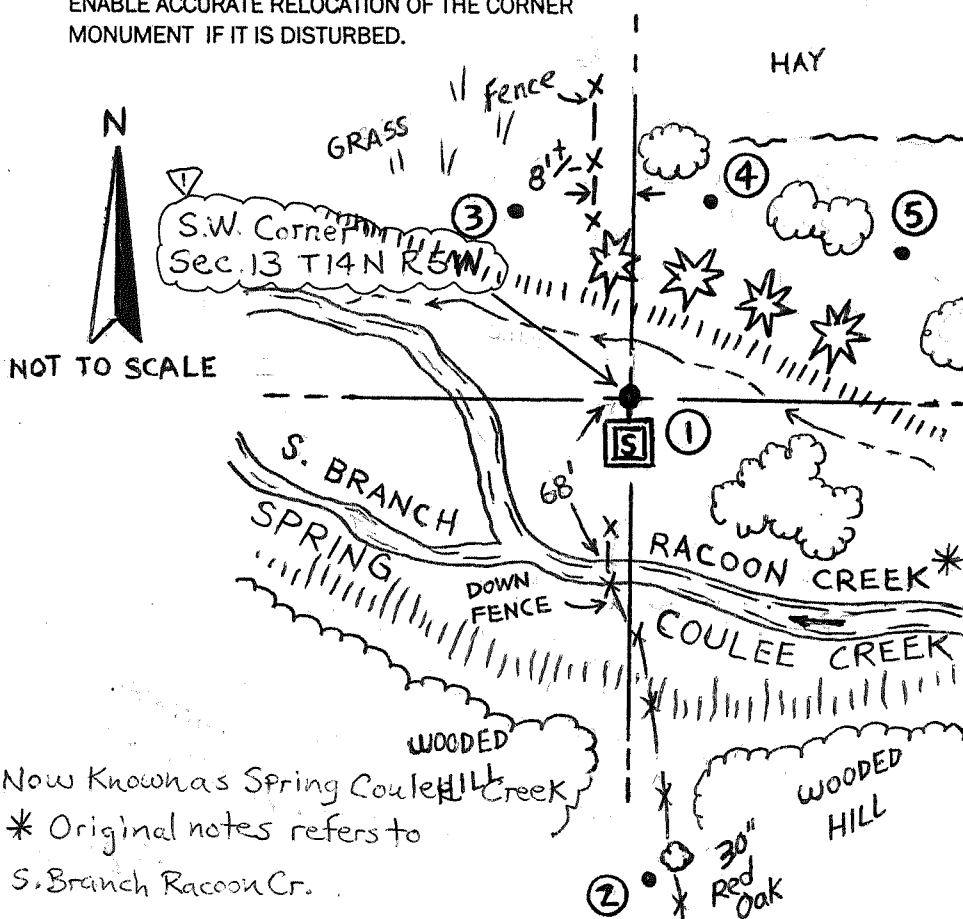 ENABLE ACCURATE RELOCATION OF THE CORNER
MONUMENT IF IT IS DISTURBED.
HAY
Fence
N
GRASS
8'+/-
4
1
3
5
S.W. Corner
Sec. 13 T14N R5W
NOT TO SCALE
1
S
S. BRANCH
68'
RACOON CREEK *
SPRING
DOWN
FENCE
COULEE CREEK
WOODED
HILL
WOODED
HILL
Now Known as Spring Coulee Creek
* Original notes refers to
S. Branch Racoon Cr.
30"
Red
Oak
2